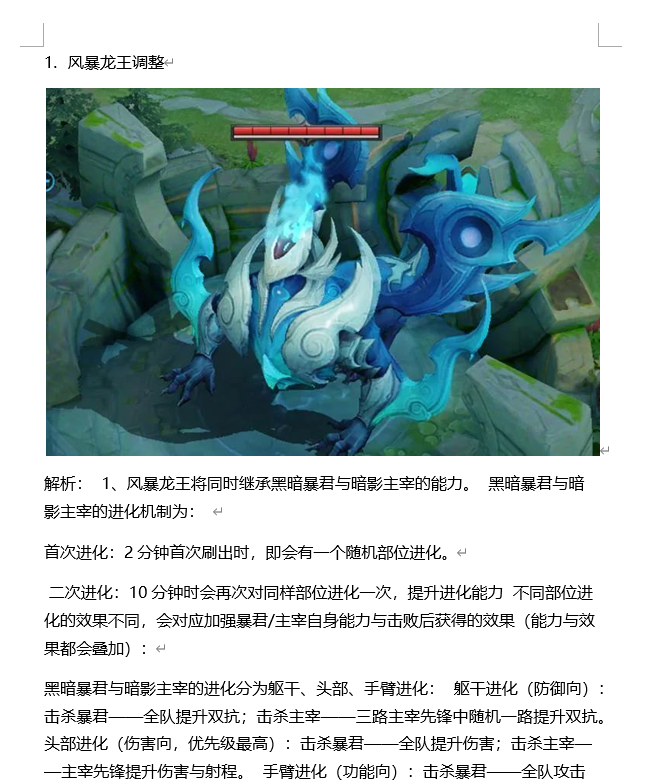 1. 风暴龙王调整
解析： 1、风暴龙王将同时继承黑暗暴君与暗影主宰的能力。 黑暗暴君与暗
影主宰的进化机制为：
首次进化：2 分钟首次刷出时，即会有一个随机部位进化。
二次进化：10 分钟时会再次对同样部位进化一次，提升进化能力 不同部位进
化的效果不同，会对应加强暴君/主宰自身能力与击败后获得的效果（能力与效
果都会叠加）：
黑暗暴君与暗影主宰的进化分为躯干、头部、手臂进化： 躯干进化（防御向）：
击杀暴君——全队提升双抗；击杀主宰——三路主宰先锋中随机一路提升双抗。
头部进化（伤害向，优先级最高）：击杀暴君——全队提升伤害；击杀主宰—
—主宰先锋提升伤害与射程。 手臂进化（功能向）：击杀暴君——全队攻击